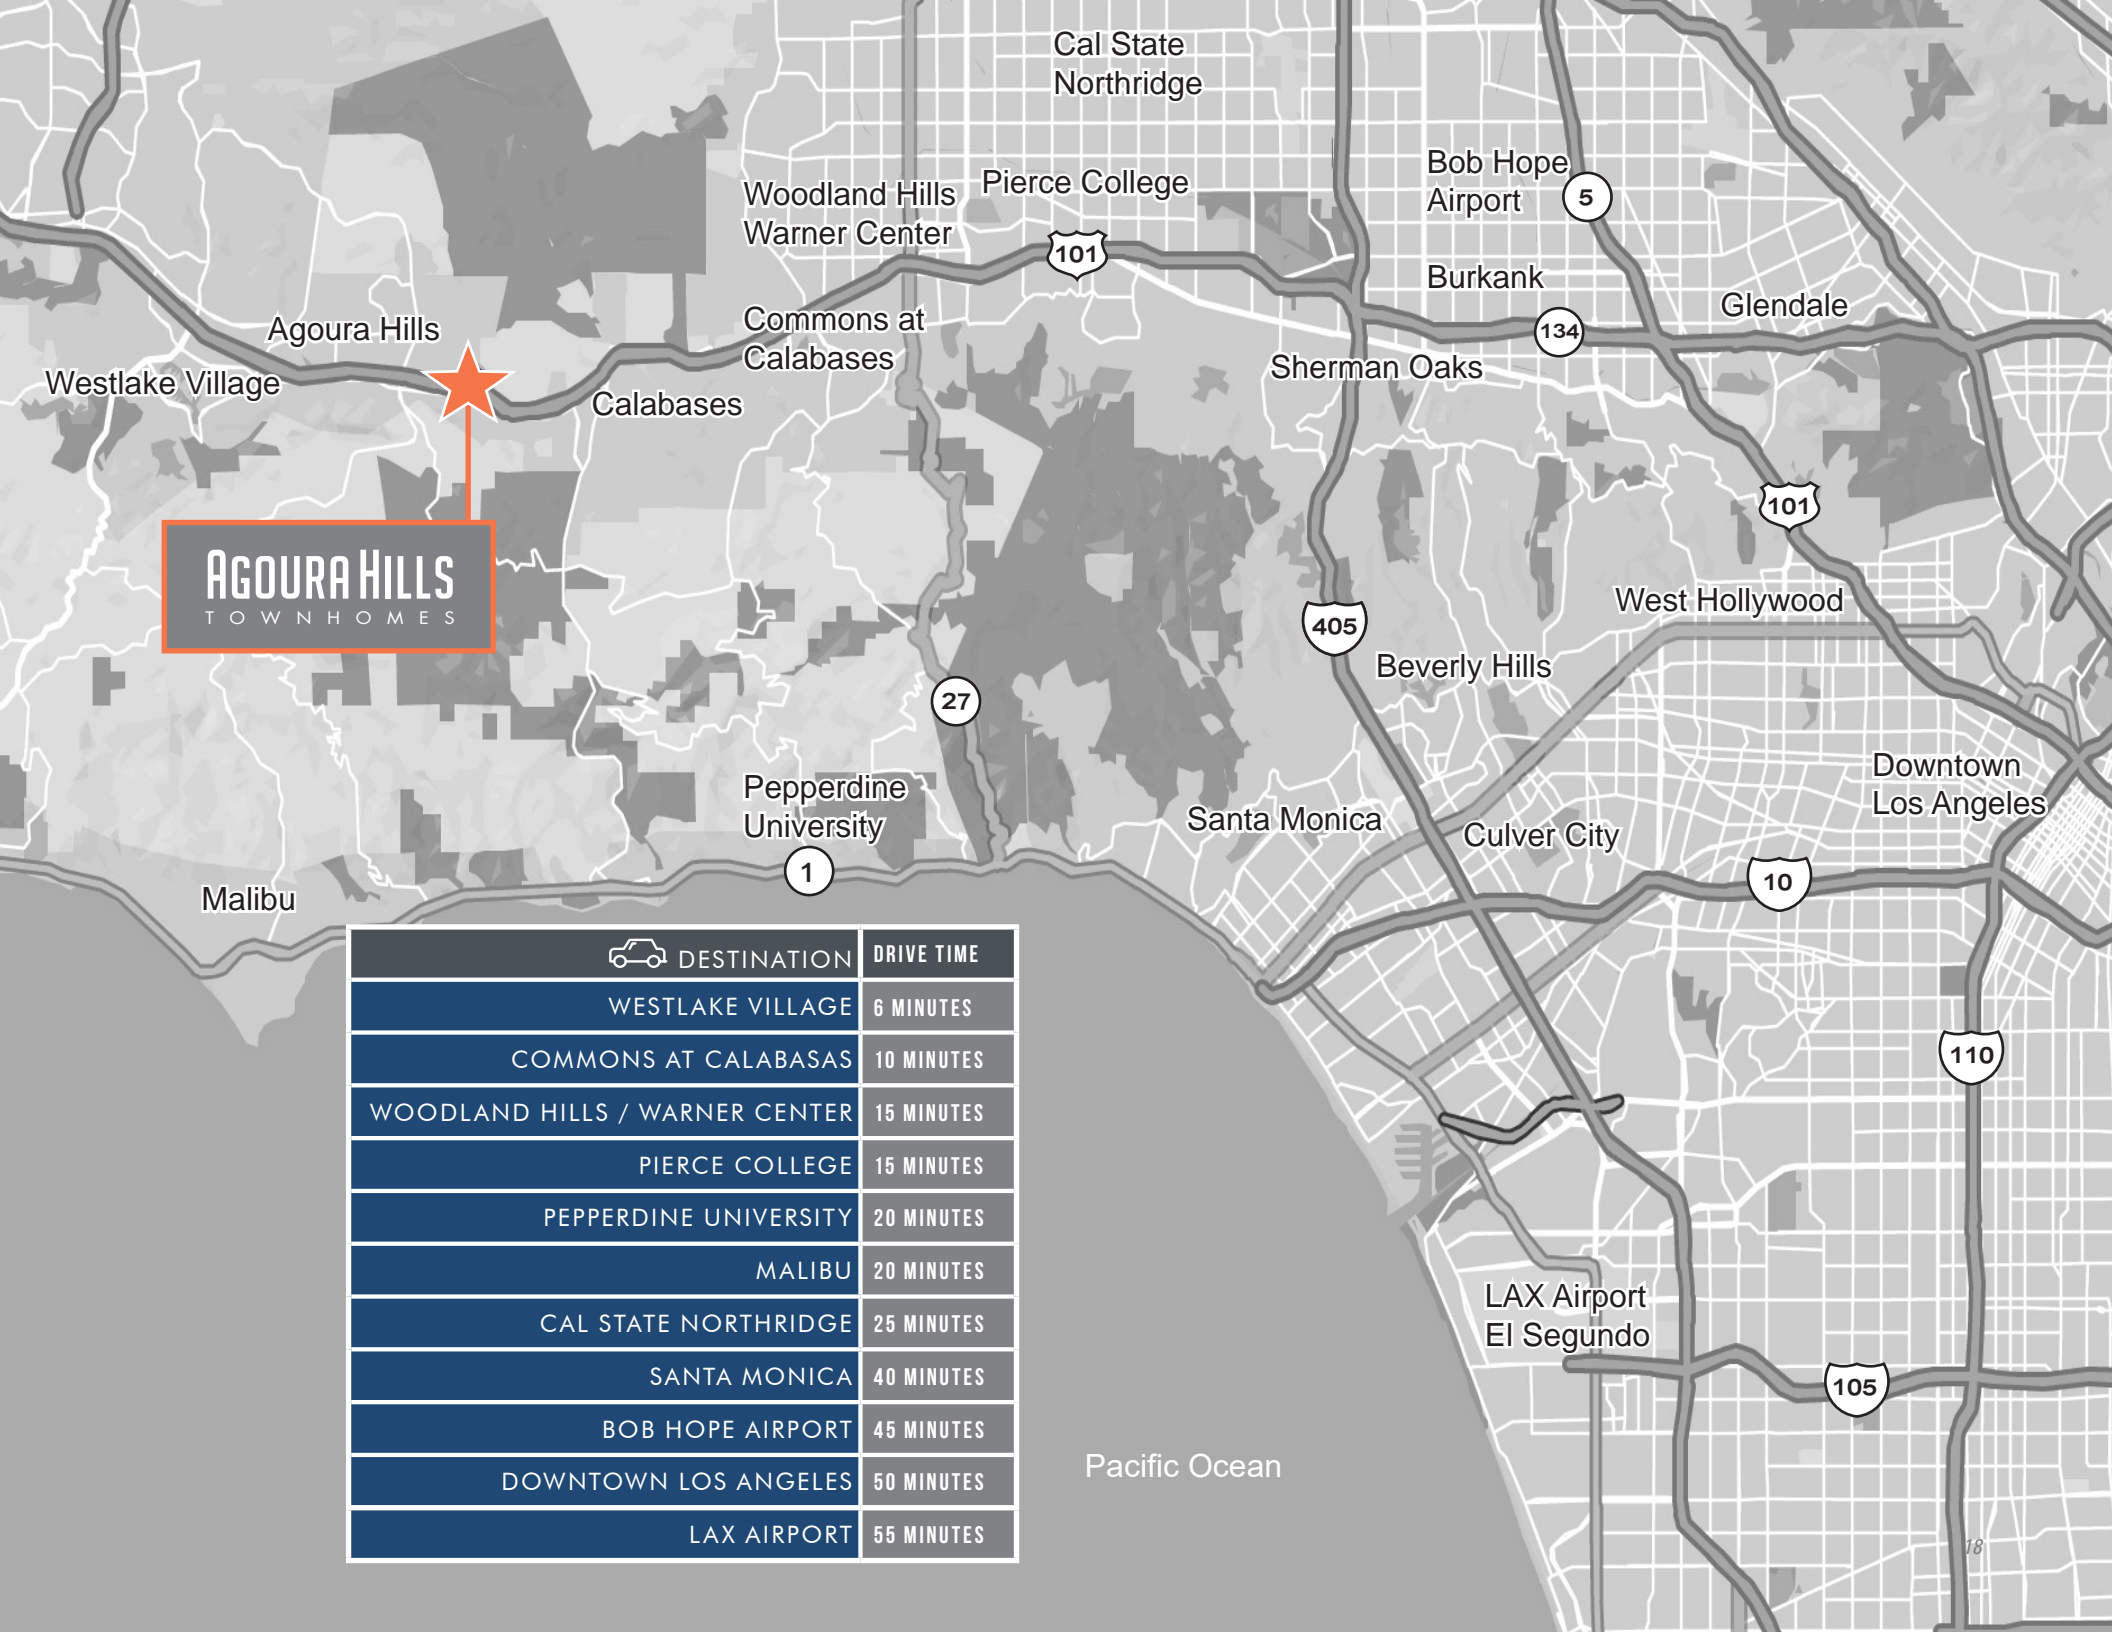 Cal State
Northridge
Bob Hope
Airport
5
Woodland Hills
Warner Center
Pierce College
101
Burkank
134
Glendale
Agoura Hills
Commons at
Calabases
Sherman Oaks
Westlake Village
Calabases
101
AGOURA HILLS
TOWNHOMES
West Hollywood
405
Beverly Hills
27
Downtown
Los Angeles
Pepperdine
University
Santa Monica
Culver City
1
10
Malibu
DESTINATION DRIVE TIME
WESTLAKE VILLAGE 6 MINUTES
COMMONS AT CALABASAS 10 MINUTES
WOODLAND HILLS / WARNER CENTER 15 MINUTES
PIERCE COLLEGE 15 MINUTES
PEPPERDINE UNIVERSITY 20 MINUTES
MALIBU 20 MINUTES
CAL STATE NORTHRIDGE 25 MINUTES
SANTA MONICA 40 MINUTES
BOB HOPE AIRPORT 45 MINUTES
DOWNTOWN LOS ANGELES 50 MINUTES
LAX AIRPORT 55 MINUTES
110
LAX Airport
El Segundo
105
Pacific Ocean
18